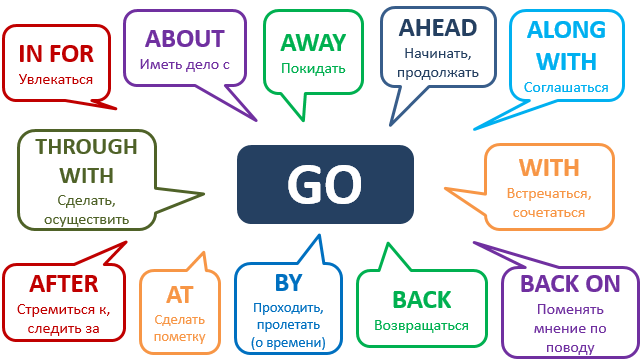 IN FOR
Увлекаться
ABOUT
Иметь дело с
AWAY
Покидать
AHEAD
Начинать,
продолжать
ALONG
WITH
Соглашаться
THROUGH
WITH
Сделать,
осуществить
GO
WITH
Встречаться,
сочетаться
AFTER
Стремиться к,
следить за
AT
Сделать
пометку
BY
Проходить,
пролетать
(о времени)
BACK
Возвращаться
BACK ON
Поменять
мнение по
поводу